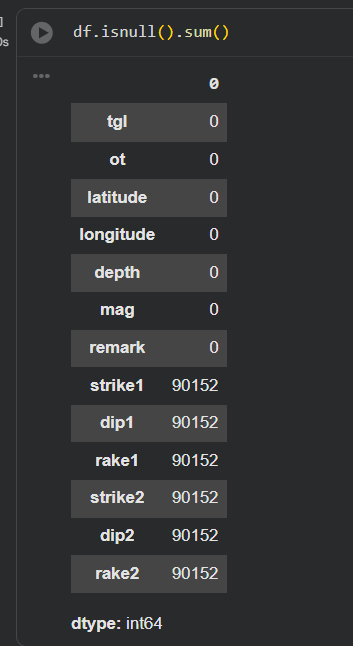 ]
0s
df.isnull().sum()
0
tgl 0
ot 0
latitude 0
longitude 0
depth 0
mag 0
remark 0
strike1 90152
dip1 90152
rake1 90152
strike2 90152
dip2 90152
rake2 90152
dtype: int64